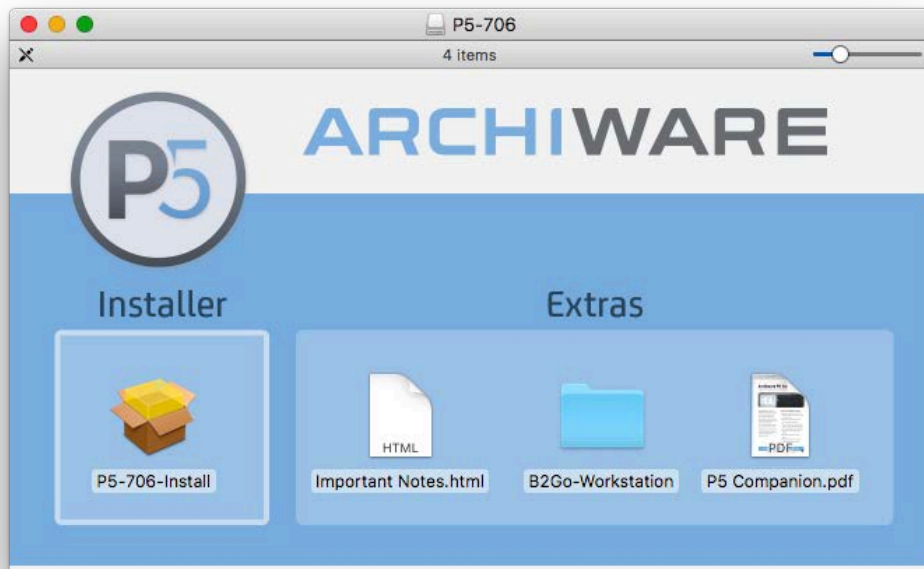 P5-706
4 items
P5
ARCHIWARE
Installer
Extras
P5-706-Install
HTML
Important Notes.html
B2Go-Workstation
PDF
P5 Companion.pdf